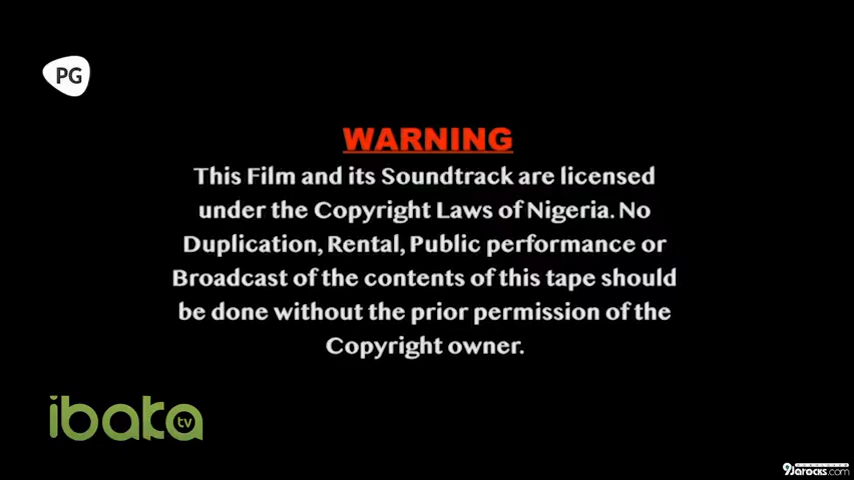 PG
WARNING
This Film and its Soundtrack are licensed
under the Copyright Laws of Nigeria. No
Duplication, Rental, Public performance or
Broadcast of the contents of this tape should
be done without the prior permission of the
Copyright owner.
ibaka tv
9JAROCKS.com